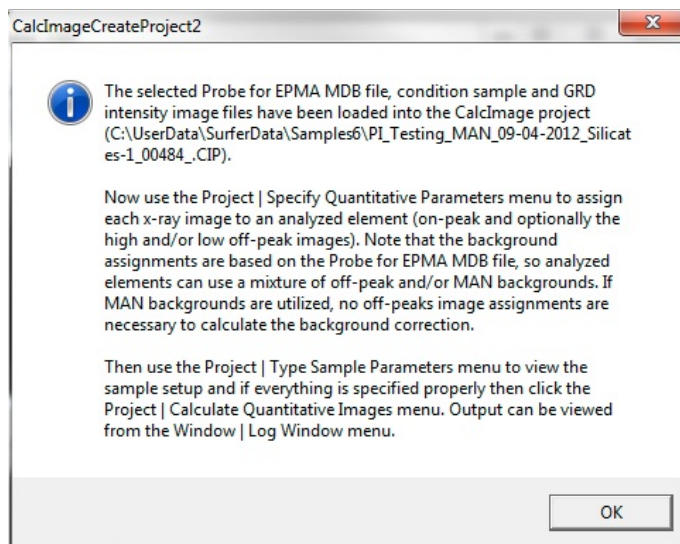 CalcImageCreateProject2
The selected Probe for EPMA MDB file, condition sample and GRD
intensity image files have been loaded into the CalcImage project
(C:\UserData\SurferData\Samples6\PI_Testing_MAN_09-04-2012_Silicat
es-1_00484_.CIP).
Now use the Project | Specify Quantitative Parameters menu to assign
each x-ray image to an analyzed element (on-peak and optionally the
high and/or low off-peak images). Note that the background
assignments are based on the Probe for EPMA MDB file, so analyzed
elements can use a mixture of off-peak and/or MAN backgrounds. If
MAN backgrounds are utilized, no off-peaks image assignments are
necessary to calculate the background correction.
Then use the Project | Type Sample Parameters menu to view the
sample setup and if everything is specified properly then click the
Project | Calculate Quantitative Images menu. Output can be viewed
from the Window | Log Window menu.
OK